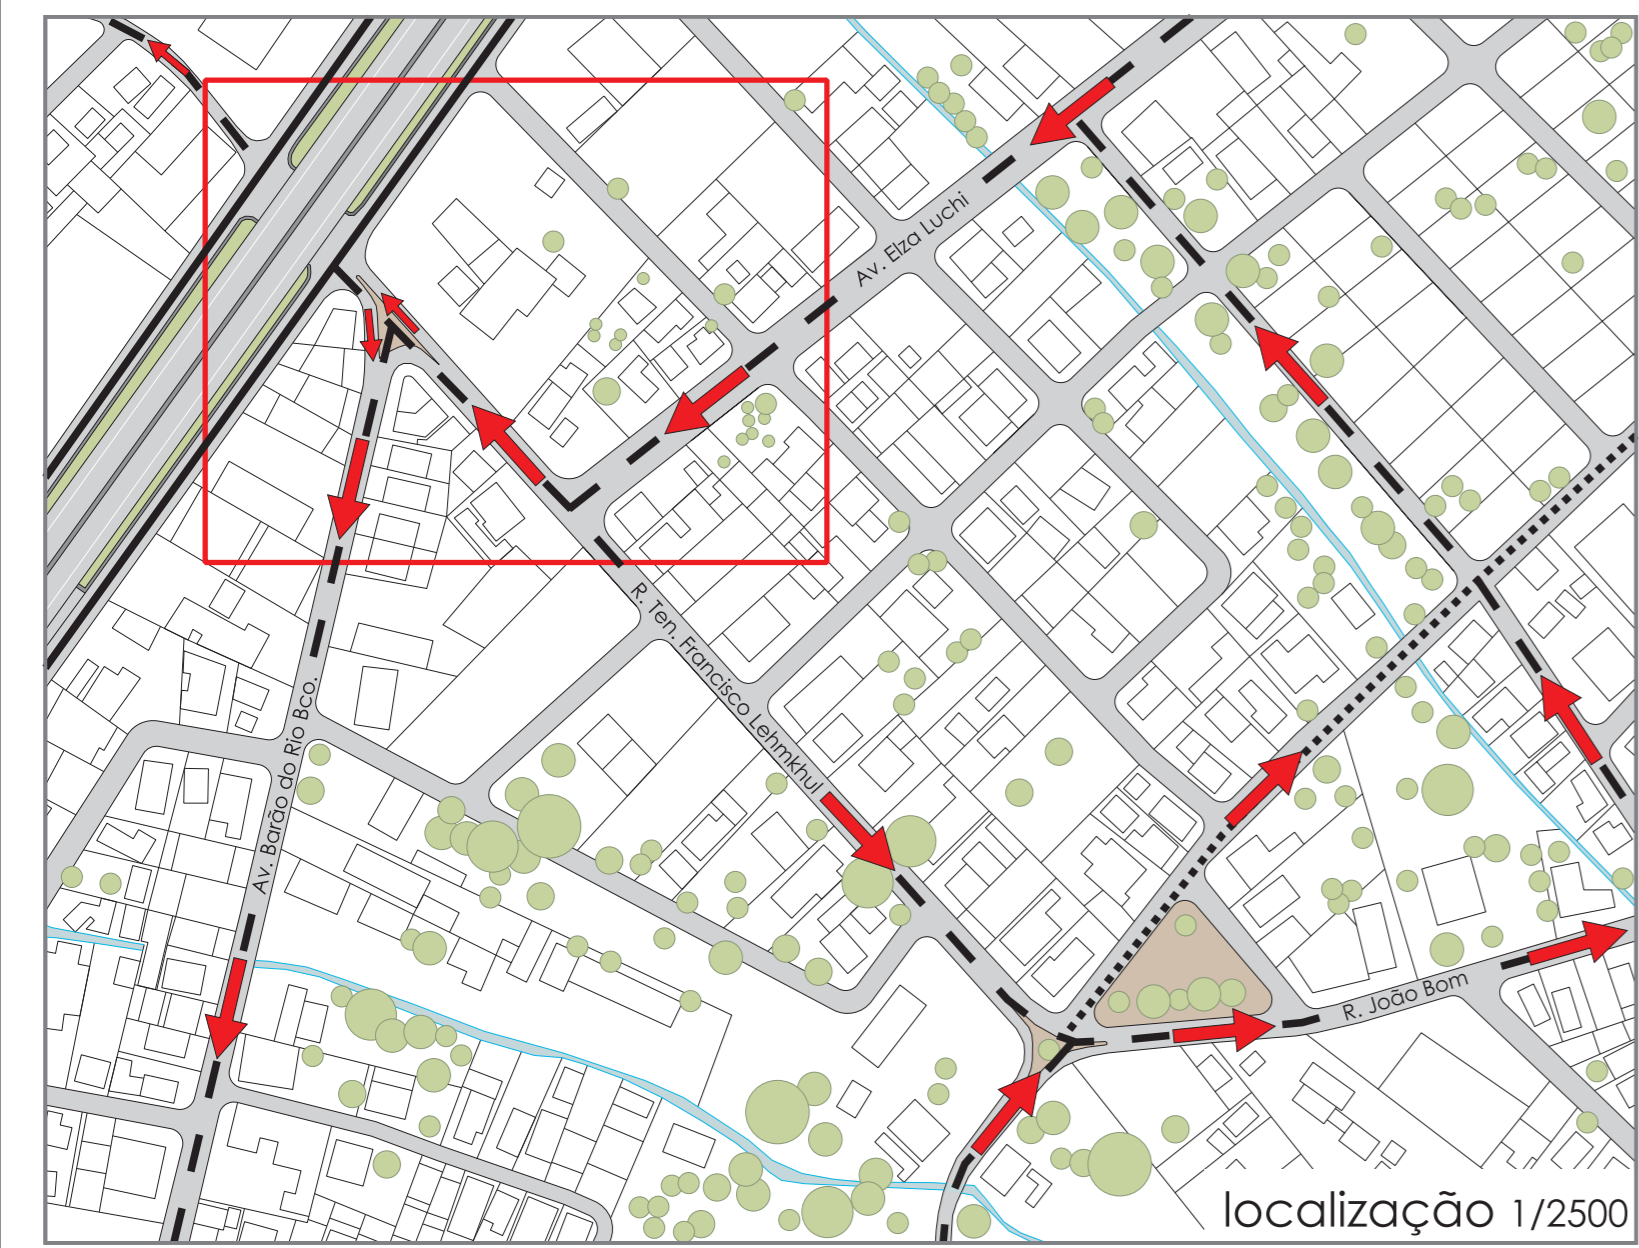 Av. Elza Luchi
R. Ten. Francisco Lehmkhul
Av. Barão do Rio Bco.
R. João Bom
localização 1/2500